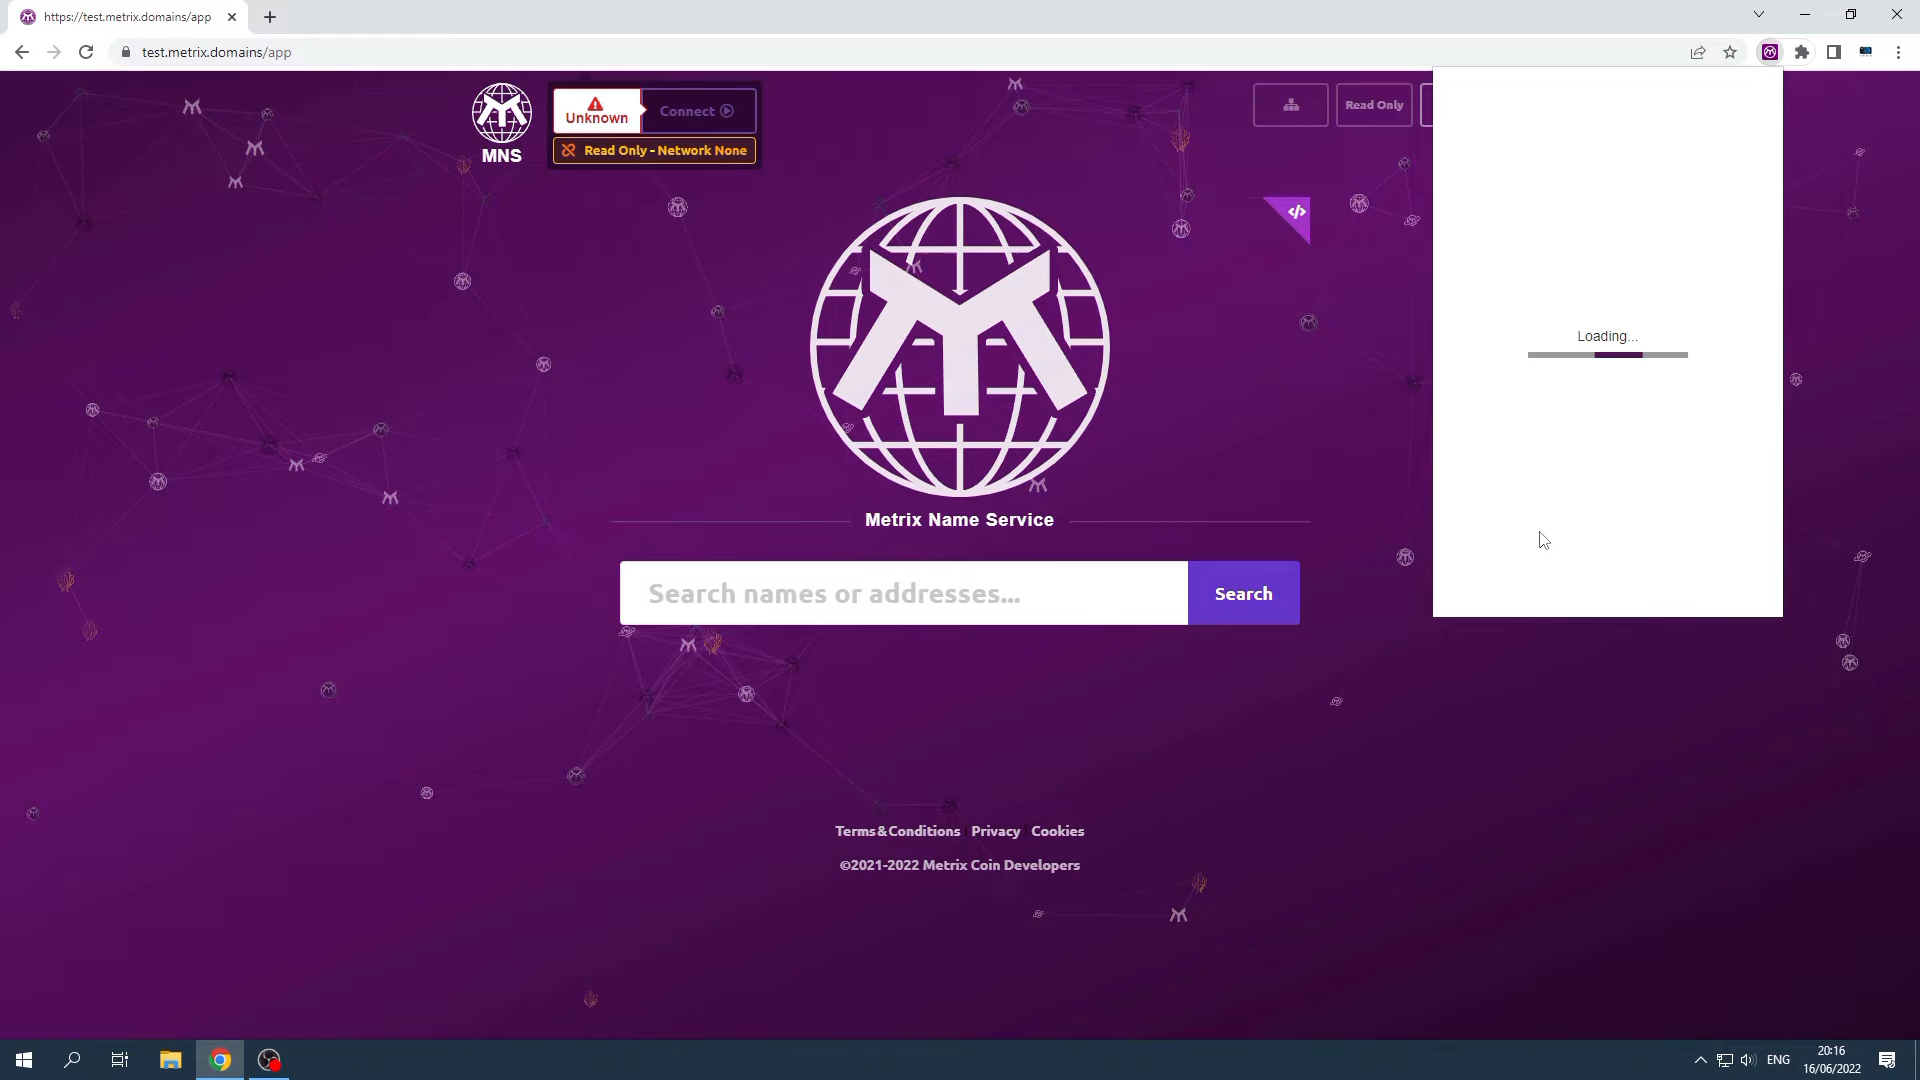 https://test.metrix.domains/app
test.metrix.domains/app
MNS
Unknown
Connect
Read Only - Network None
Read Only
Loading...
Metrix Name Service
Search names or addresses...
Search
Terms&Conditions Privacy Cookies
©2021-2022 Metrix Coin Developers
ENG
20:16
16/06/2022